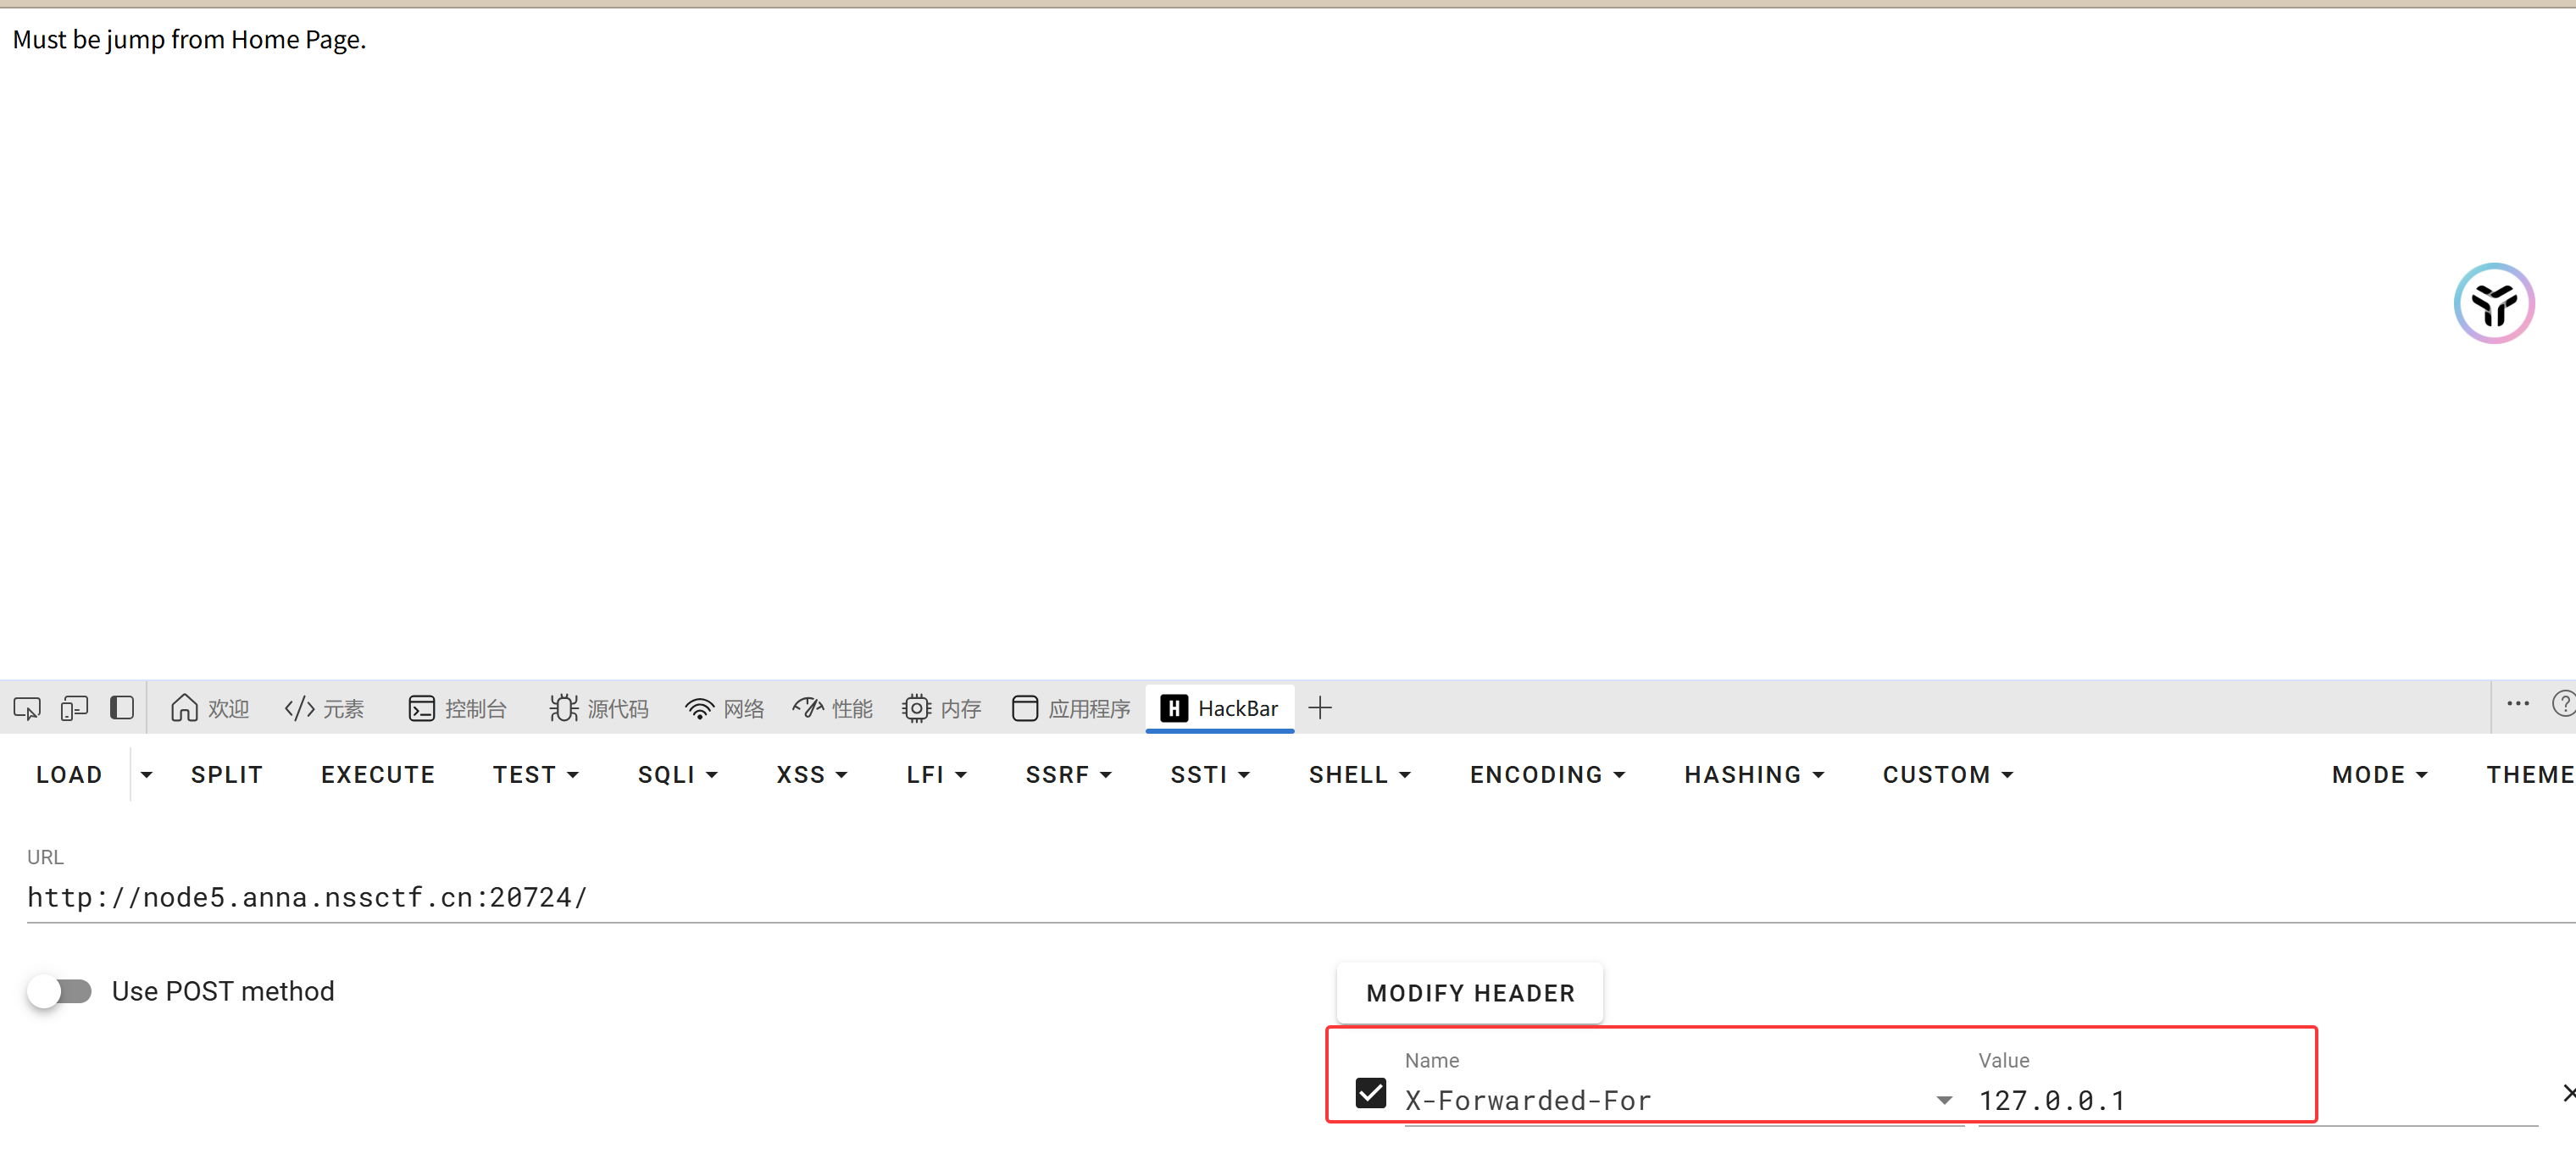 Must be jump from Home Page.
欢迎 元素 控制台 源代码 网络 性能 内存 应用程序 H HackBar
LOAD SPLIT EXECUTE TEST SQLI XSS LFI SSRF SSTI SHELL ENCODING HASHING CUSTOM MODE THEME
URL
http://node5.anna.nssctf.cn:20724/
Use POST method
MODIFY HEADER
Name Value
X-Forwarded-For 127.0.0.1